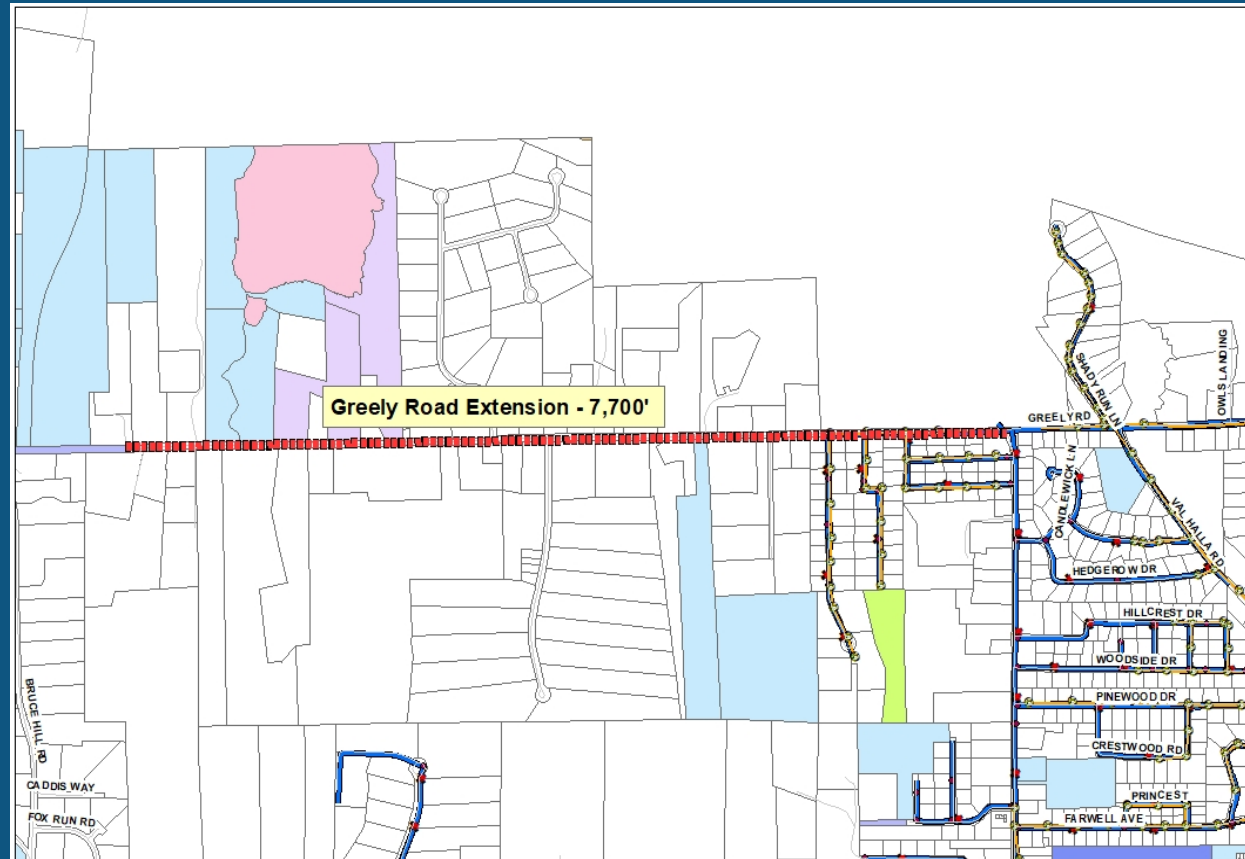 OWLS LANDING
Greely Road Extension - 7,700'
GREELY RD
SHADY RUN LN
CANDLEWICK LN
VAL HALLA RD
HEDGEROW DR
HILLCREST DR
WOODSIDE DR
BRUCE HILL RD
PINEWOOD DR
CRESTWOOD RD
CADDIS WAY
PRINCE ST
FOX RUN RD
FARWELL AVE